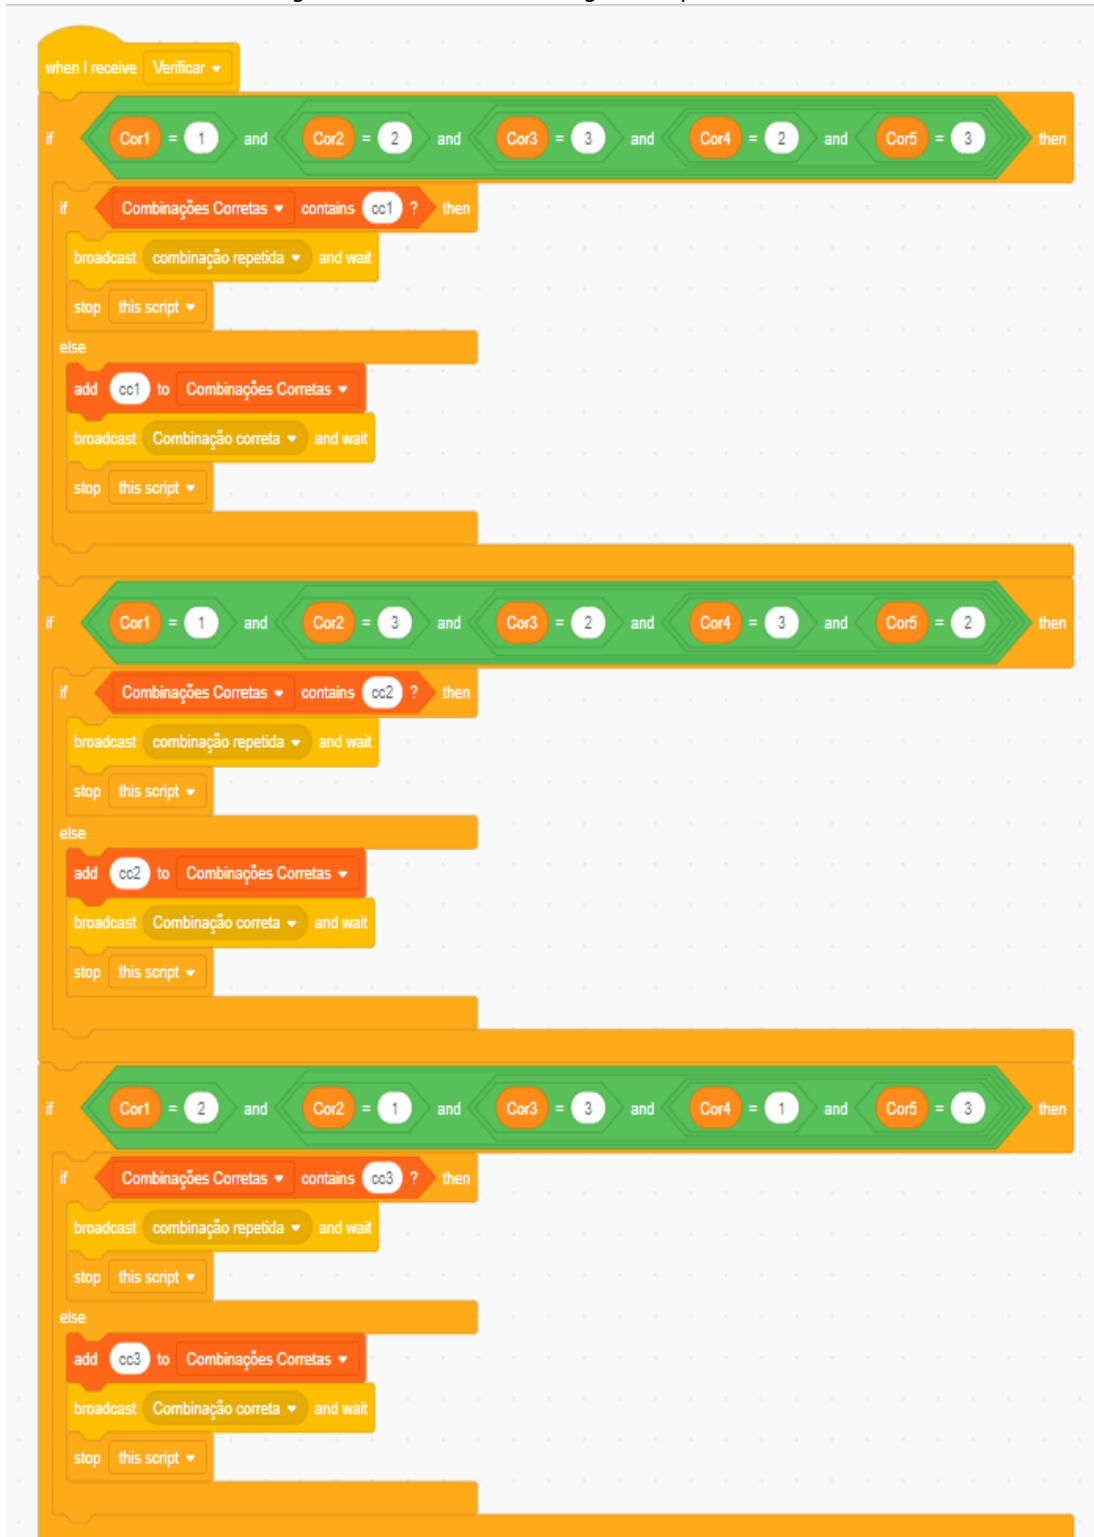 when I receive Verificar
if Cor1 = 1 and Cor2 = 2 and Cor3 = 3 and Cor4 = 2 and Cor5 = 3 then
if Combinações Corretas contains cc1 ? then
broadcast combinação repetida and wait
stop this script
else
add cc1 to Combinações Corretas
broadcast Combinação correta and wait
stop this script
if Cor1 = 1 and Cor2 = 3 and Cor3 = 2 and Cor4 = 3 and Cor5 = 2 then
if Combinações Corretas contains cc2 ? then
broadcast combinação repetida and wait
stop this script
else
add cc2 to Combinações Corretas
broadcast Combinação correta and wait
stop this script
if Cor1 = 2 and Cor2 = 1 and Cor3 = 3 and Cor4 = 1 and Cor5 = 3 then
if Combinações Corretas contains cc3 ? then
broadcast combinação repetida and wait
stop this script
else
add cc3 to Combinações Corretas
broadcast Combinação correta and wait
stop this script